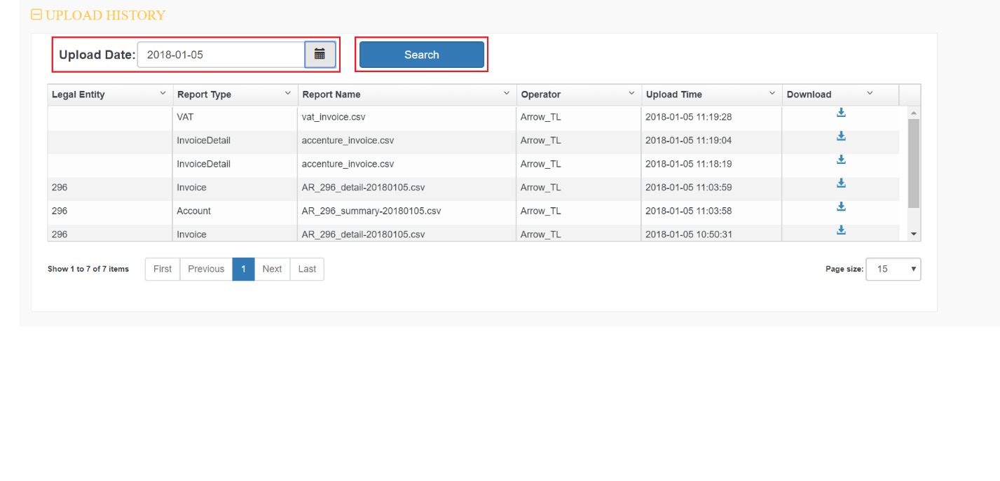 UPLOAD HISTORY
Upload Date: 2018-01-05 Search
Legal Entity Report Type Report Name Operator Upload Time Download
VAT vat_invoice.csv Arrow_TL 2018-01-05 11:19:28
InvoiceDetail accenture_invoice.csv Arrow_TL 2018-01-05 11:19:04
InvoiceDetail accenture_invoice.csv Arrow_TL 2018-01-05 11:18:19
296 Invoice AR_296_detail-20180105.csv Arrow_TL 2018-01-05 11:03:59
296 Account AR_296_summary-20180105.csv Arrow_TL 2018-01-05 11:03:58
296 Invoice AR_296_detail-20180105.csv Arrow_TL 2018-01-05 10:50:31
Show 1 to 7 of 7 items First Previous 1 Next Last Page size: 15